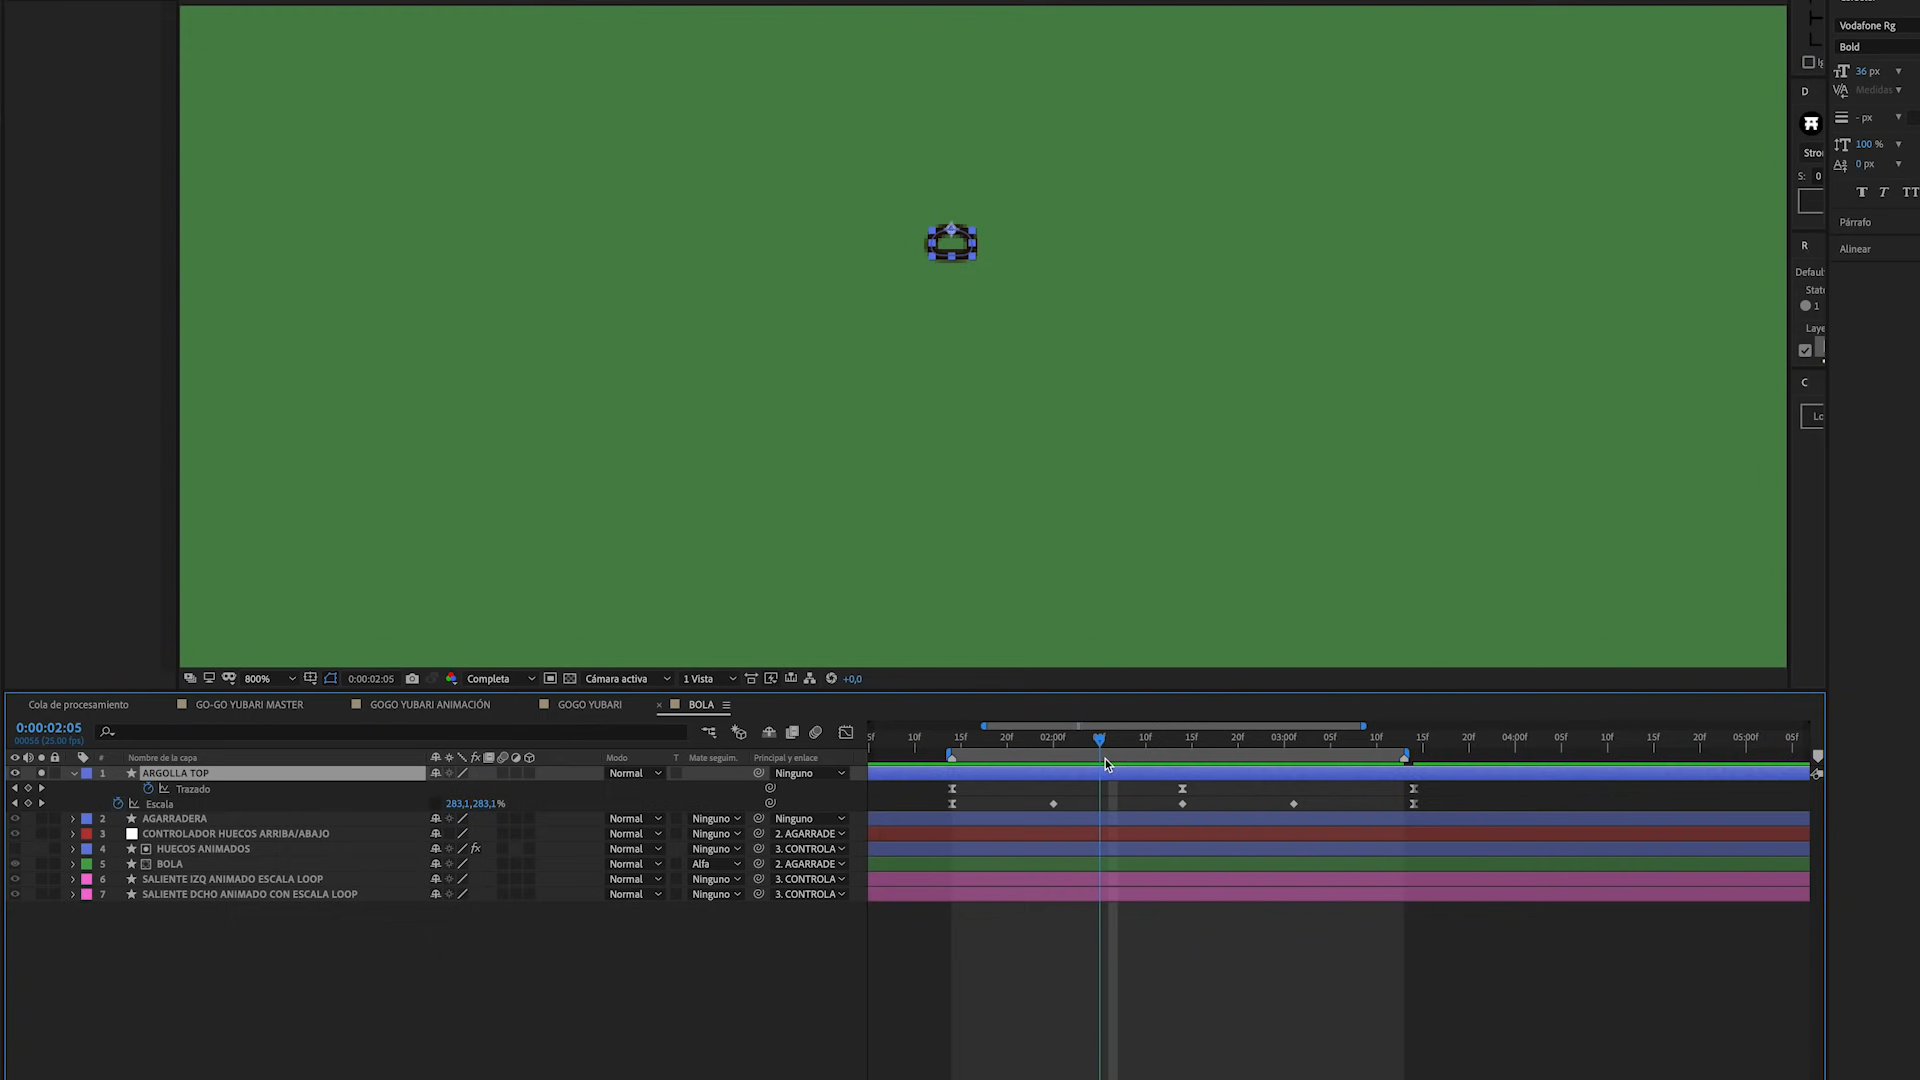 Vodafone Rg
Bold
36 px
Medidas
- px
100 %
0 px
T T TT
Párrafo
Alinear
D
Stro
S: 0
R
Default
State
1
Laye
C
Lo
800%
0:00:02:05
Completa
Cámara activa
1 Vista
+0,0
Cola de procesamiento
GO-GO YUBARI MASTER
GOGO YUBARI ANIMACIÓN
GOGO YUBARI
× BOLA
0:00:02:05
00055 (25.00 fps)
# Nombre de la capa fx Modo T Mate seguim. Principal y enlace
5f 10f 15f 20f 02:00f 10f 15f 20f 03:00f 05f 10f 15f 20f 04:00f 05f 10f 15f 20f 05:00f 05f
1 ARGOLLA TOP Normal Ninguno
Trazado
Escala 283,1,283,1%
2 AGARRADERA Normal Ninguno Ninguno
3 CONTROLADOR HUECOS ARRIBA/ABAJO Normal Ninguno 2. AGARRADE
4 HUECOS ANIMADOS fx Normal Ninguno 3. CONTROLA
5 BOLA Normal Alfa 2. AGARRADE
6 SALIENTE IZQ ANIMADO ESCALA LOOP Normal Ninguno 3. CONTROLA
7 SALIENTE DCHO ANIMADO CON ESCALA LOOP Normal Ninguno 3. CONTROLA